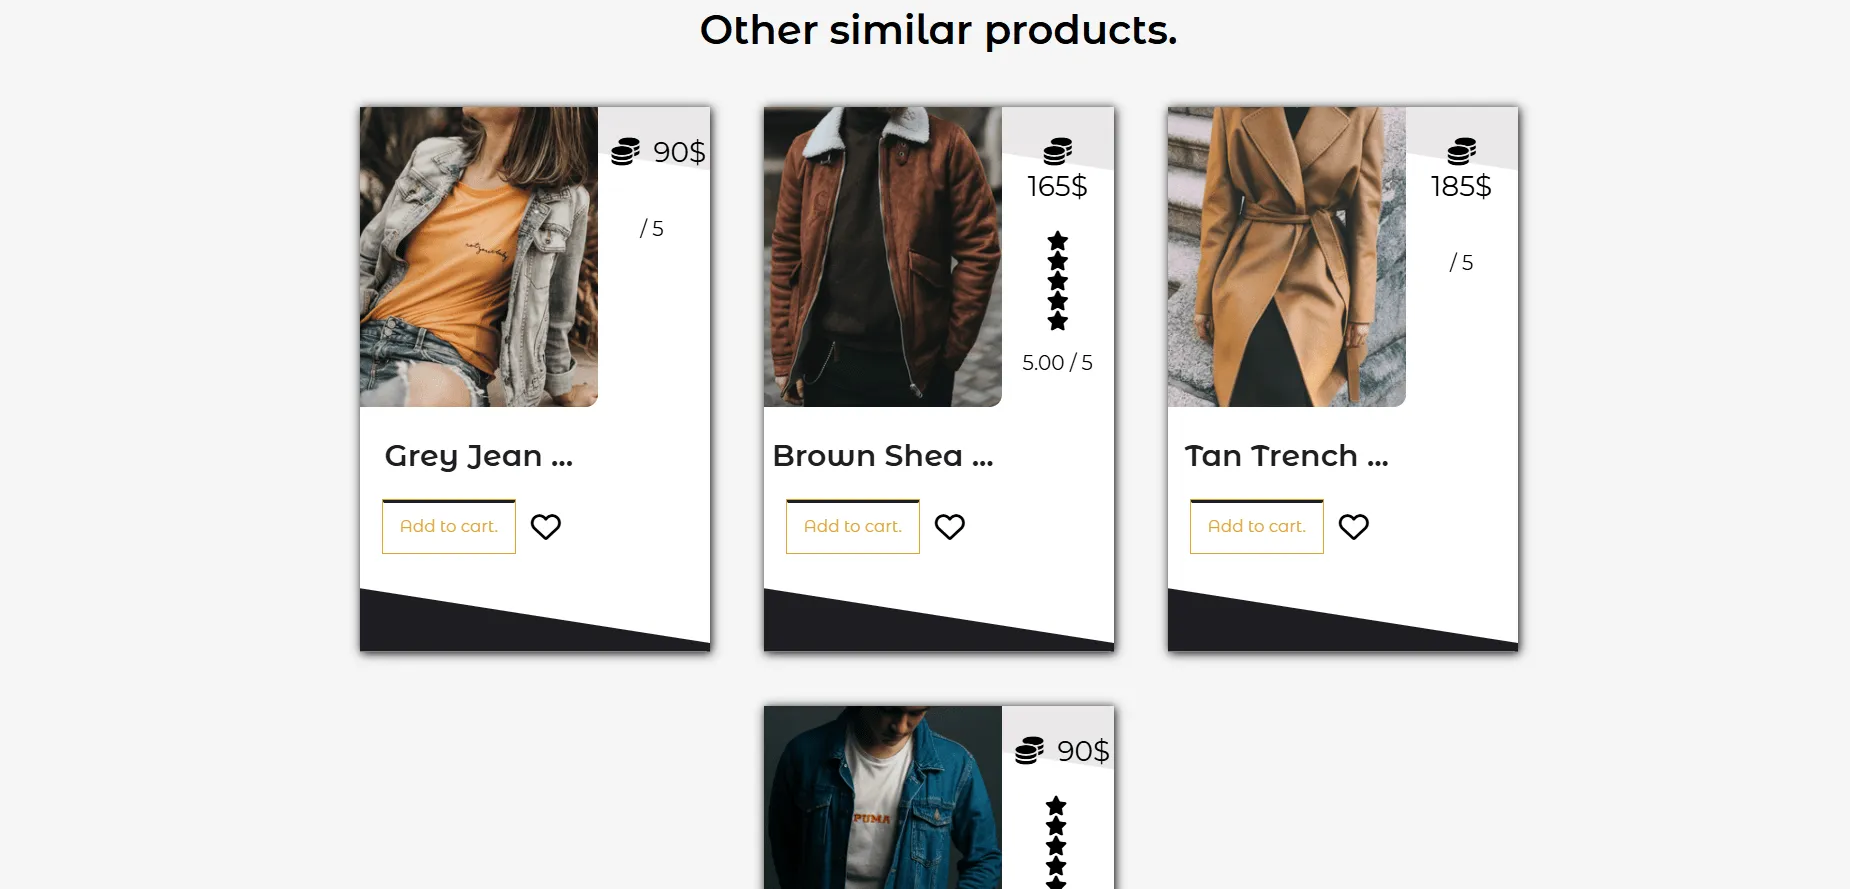 Other similar products.
90$
/ 5
Grey Jean ...
Add to cart.
165$
5.00 / 5
Brown Shea ...
Add to cart.
185$
/ 5
Tan Trench ...
Add to cart.
90$
PUMA